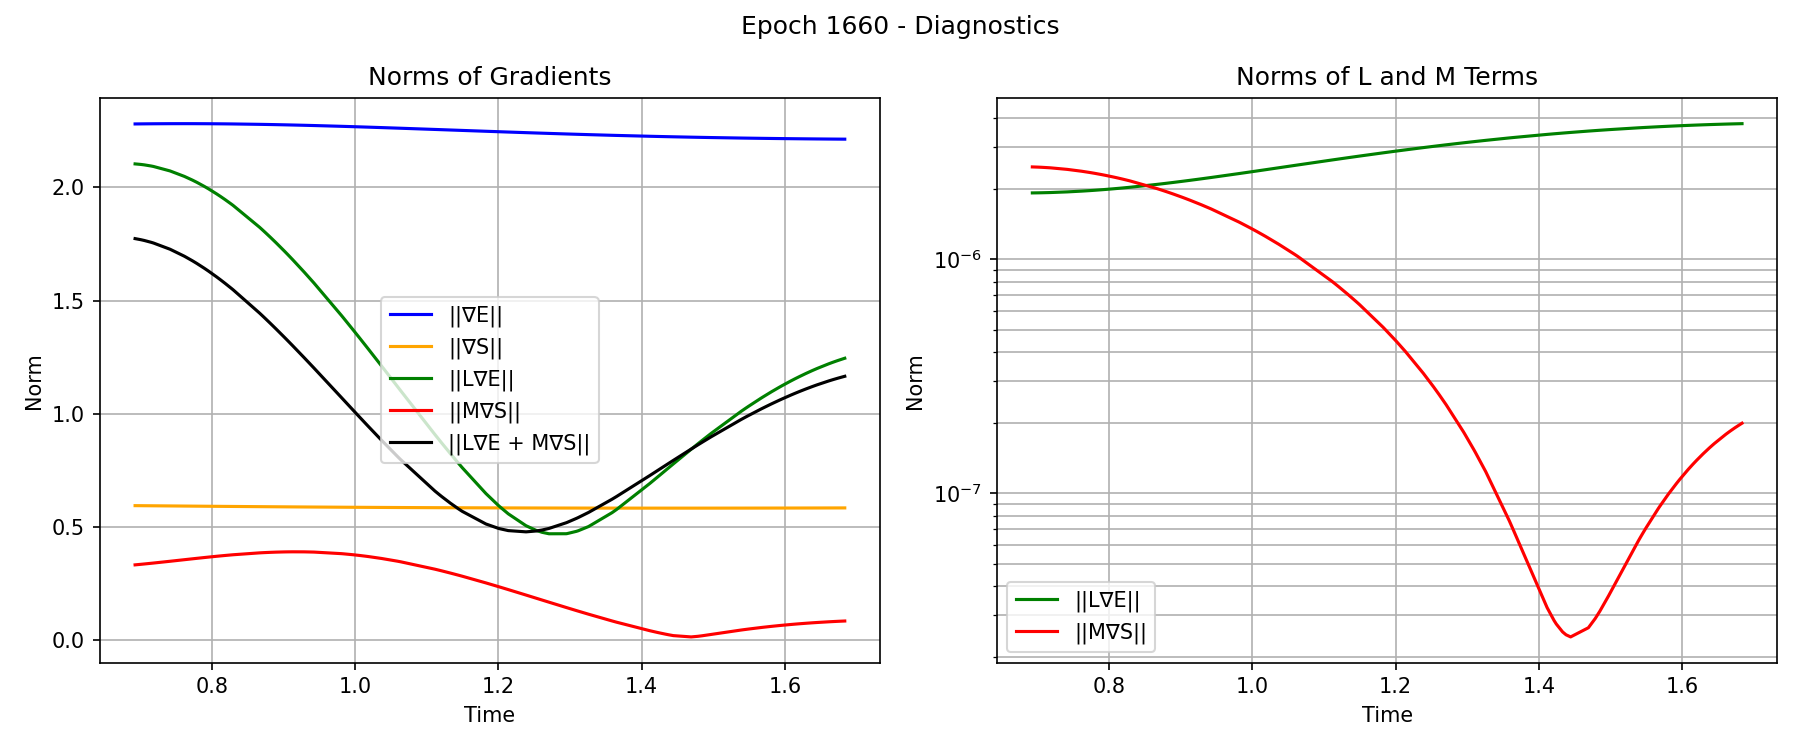 Epoch 1660 - Diagnostics
Norms of Gradients
Norm
2.0
1.5
1.0
0.5
0.0
||∇E||
||∇S||
||L∇E||
||M∇S||
||L∇E + M∇S||
0.8 1.0 1.2 1.4 1.6
Time
Norms of L and M Terms
Norm
10⁻⁶
10⁻⁷
||L∇E||
||M∇S||
0.8 1.0 1.2 1.4 1.6
Time